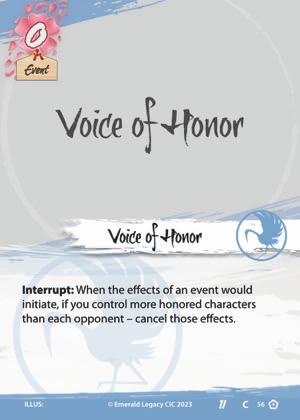 0
Event
Voice of Honor
Voice of Honor
Interrupt: When the effects of an event would
initiate, if you control more honored characters
than each opponent – cancel those effects.
ILLUS:
© Emerald Legacy CIC 2023
C 56